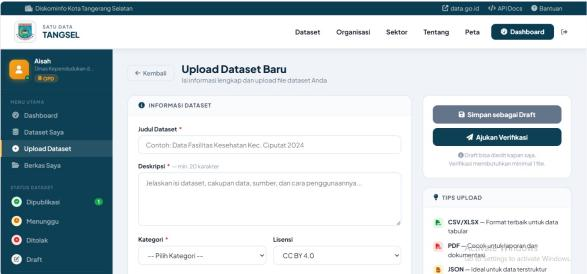 Diskominfo Kota Tangerang Selatan
data.go.id
API Docs
Bantuan
SATU DATA
TANGSEL
Dataset
Organisasi
Sektor
Tentang
Peta
Dashboard
Aisah
Dinas Kependudukan d...
OPD
MENU UTAMA
Dashboard
Dataset Saya
Upload Dataset
Berkas Saya
STATUS DATASET
Dipublikasi 1
Menunggu
Ditolak
Draft
← Kembali
Upload Dataset Baru
Isi informasi lengkap dan upload file dataset Anda
INFORMASI DATASET
Judul Dataset *
Contoh: Data Fasilitas Kesehatan Kec. Ciputat 2024
Deskripsi * — min. 20 karakter
Jelaskan isi dataset, cakupan data, sumber, dan cara penggunaannya...
Kategori *
-- Pilih Kategori --
Lisensi
CC BY 4.0
Simpan sebagai Draft
Ajukan Verifikasi
Draft bisa diedit kapan saja.
Verifikasi membutuhkan minimal 1 file.
TIPS UPLOAD
CSV/XLSX — Format terbaik untuk data
tabular
PDF — Cocok untuk laporan dan
dokumentasi
JSON — Ideal untuk data terstruktur
Activate Windows
Go to Settings to activate Windows.